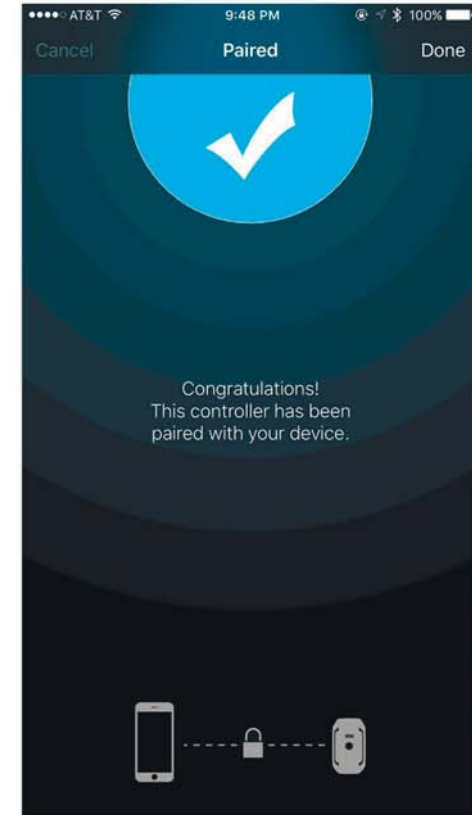 AT&T 9:48 PM 100%
Cancel Paired Done
Congratulations!
This controller has been
paired with your device.